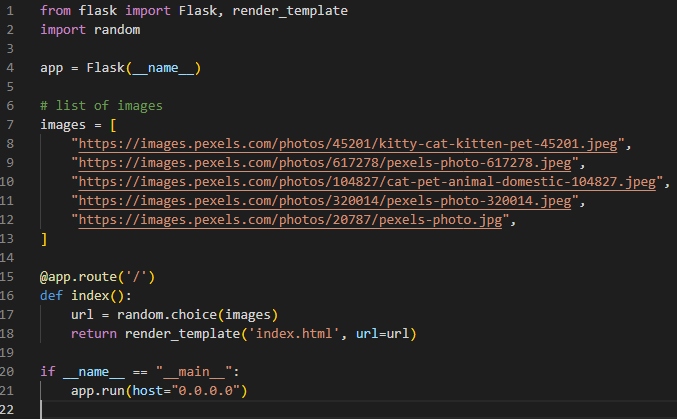 1 from flask import Flask, render_template
2 import random
3
4 app = Flask(__name__)
5
6 # list of images
7 images = [
8     "https://images.pexels.com/photos/45201/kitty-cat-kitten-pet-45201.jpeg",
9     "https://images.pexels.com/photos/617278/pexels-photo-617278.jpeg",
10     "https://images.pexels.com/photos/104827/cat-pet-animal-domestic-104827.jpeg",
11     "https://images.pexels.com/photos/320014/pexels-photo-320014.jpeg",
12     "https://images.pexels.com/photos/20787/pexels-photo.jpg",
13 ]
14
15 @app.route('/')
16 def index():
17     url = random.choice(images)
18     return render_template('index.html', url=url)
19
20 if __name__ == "__main__":
21     app.run(host="0.0.0.0")
22